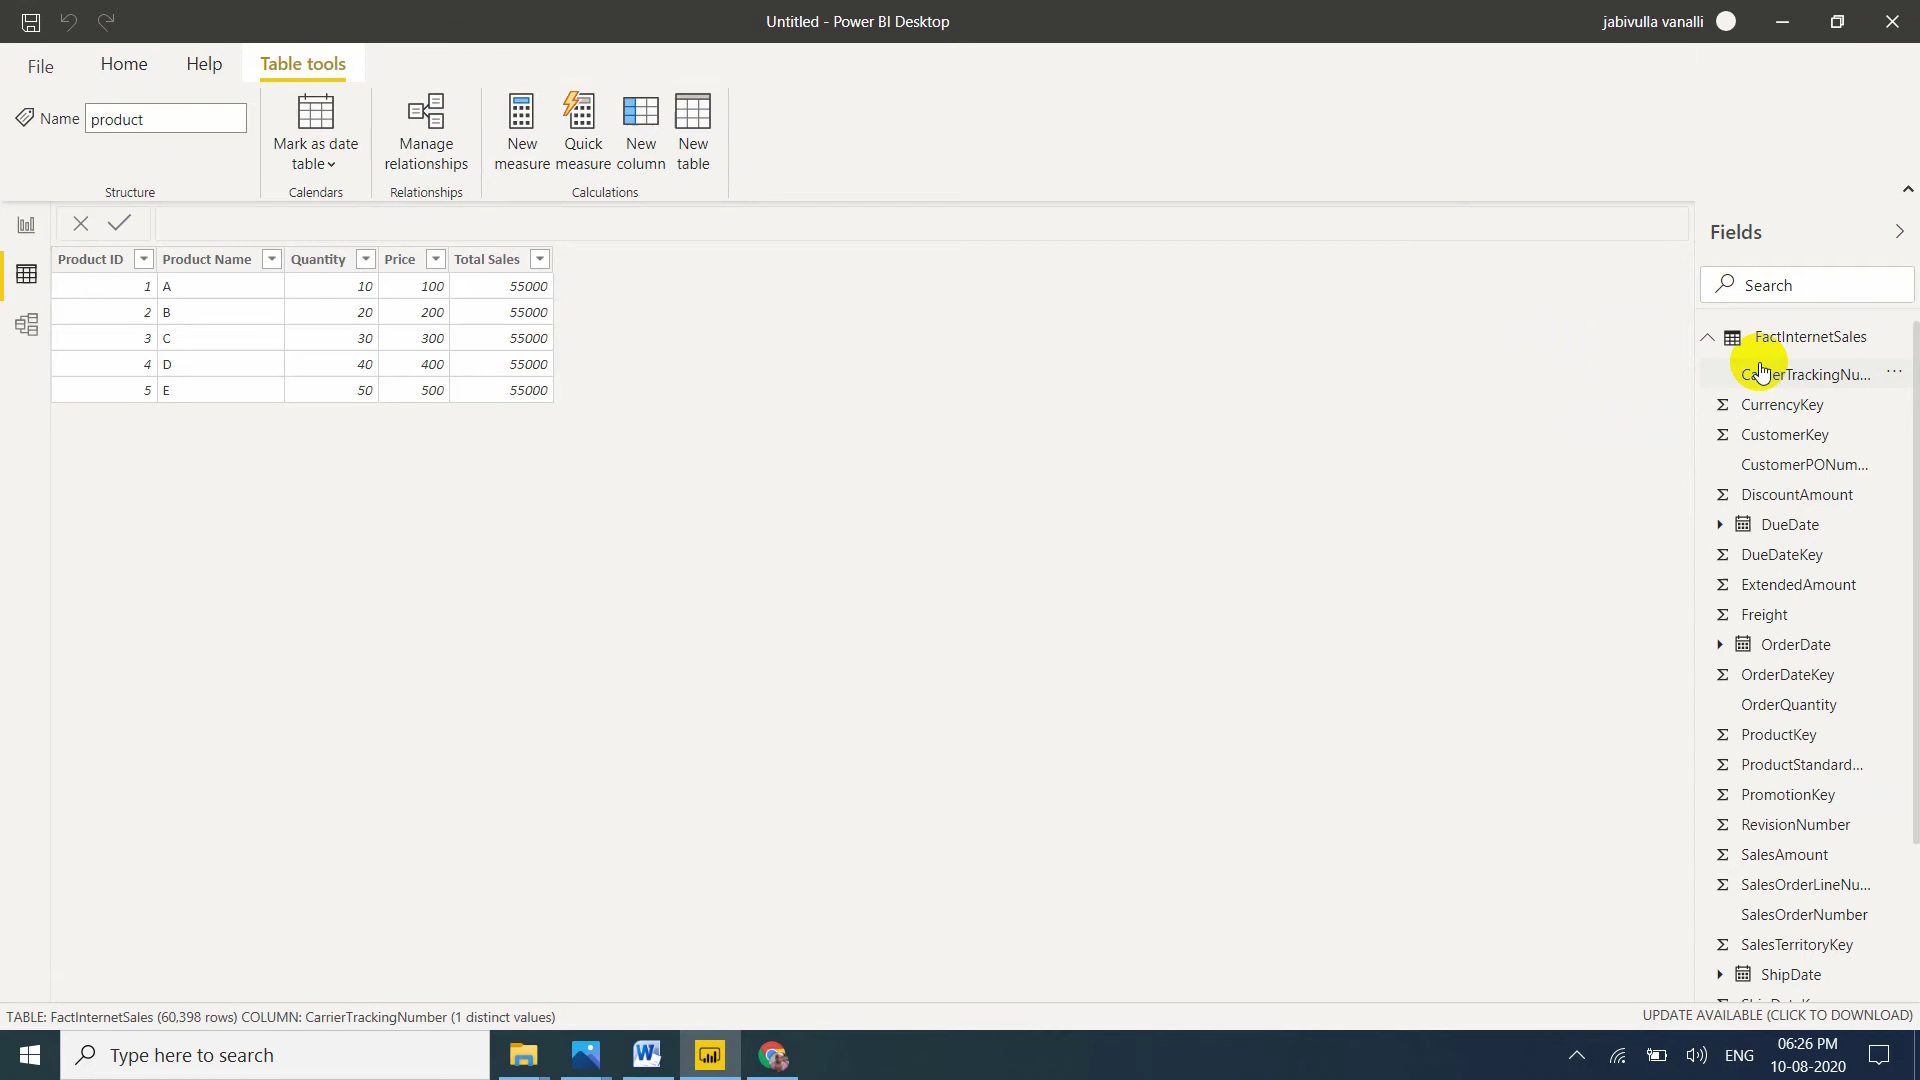 Untitled - Power BI Desktop
jabivulla vanalli
File
Home
Help
Table tools
Name
product
Structure
Mark as date
table
Calendars
Manage
relationships
Relationships
New
measure
Quick
measure
New
column
New
table
Calculations
Product ID
Product Name
Quantity
Price
Total Sales
1 A 10 100 55000
2 B 20 200 55000
3 C 30 300 55000
4 D 40 400 55000
5 E 50 500 55000
Fields
Search
FactInternetSales
TrackingNu...
CurrencyKey
CustomerKey
CustomerPONum...
DiscountAmount
DueDate
DueDateKey
ExtendedAmount
Freight
OrderDate
OrderDateKey
OrderQuantity
ProductKey
ProductStandard...
PromotionKey
RevisionNumber
SalesAmount
SalesOrderLineNu...
SalesOrderNumber
SalesTerritoryKey
ShipDate
TABLE: FactInternetSales (60,398 rows) COLUMN: CarrierTrackingNumber (1 distinct values)
UPDATE AVAILABLE (CLICK TO DOWNLOAD)
Type here to search
ENG
06:26 PM
10-08-2020